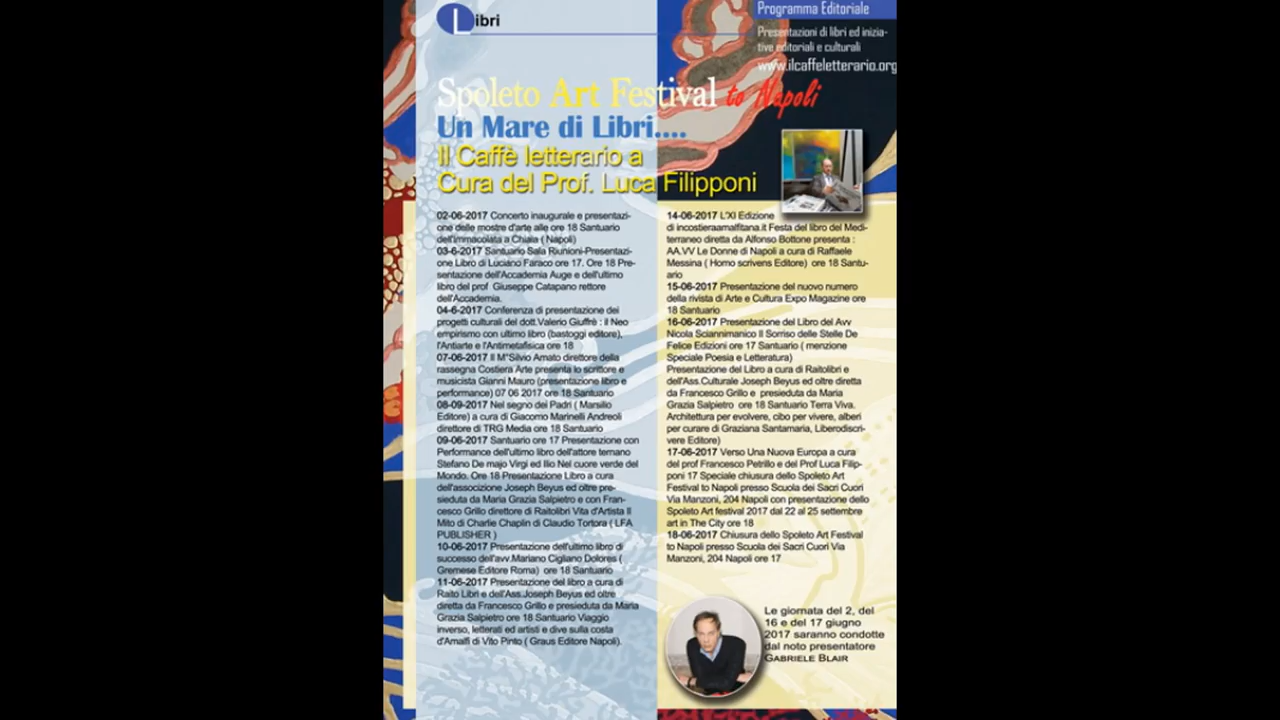 Libri
Programma Editoriale
Presentazioni di libri ed inizia-
tive editoriali e culturali
www.ilcaffeletterario.org
Spoleto Art Festival to Napoli
Un Mare di Libri....
Il Caffè letterario a
Cura del Prof. Luca Filipponi
02-06-2017 Concerto inaugurale e presentazi-
one delle mostre d'arte alle ore 18 Santuario
dell'immacolata a Chiaia ( Napoli)
03-6-2017 Santuario Sala Riunioni-Presentazi-
one Libro di Luciano Faraco ore 17. Ore 18 Pre-
sentazione dell'Accademia Auge e dell'ultimo
libro del prof  Giuseppe Catapano rettore
dell'Accademia.
04-6-2017 Conferenza di presentazione dei
progetti culturali del dott.Valerio Giuffrè : il Neo
empirismo con ultimo libro (bastoggi editore),
l'Antiarte e l'Antimetafisica ore 18
07-06-2017 Il M°Silvio Amato direttore della
rassegna Costiera Arte presenta lo scrittore e
musicista Gianni Mauro (presentazione libro e
performance) 07 06 2017 ore 18 Santuario
08-09-2017 Nel segno dei Padri ( Marsilio
Editore) a cura di Giacomo Marinelli Andreoli
direttore di TRG Media ore 18 Santuario
09-06-2017 Santuario ore 17 Presentazione con
Performance dell'ultimo libro dell'attore ternano
Stefano De majo Virgi ed Ilio Nel cuore verde del
Mondo. Ore 18 Presentazione Libro a cura
dell'associzione Joseph Beyus ed oltre pre-
sieduta da Maria Grazia Salpietro e con Fran-
cesco Grillo direttore di Raitolibri Vita d'Artista Il
Mito di Charlie Chaplin di Claudio Tortora ( LFA
PUBLISHER )
10-06-2017 Presentazione dell'ultimo libro di
successo dell'avv.Mariano Cigliano Dolores (
Gremese Editore Roma)  ore 18 Santuario
11-06-2017 Presentazione del libro a cura di
Raito Libri e dell'Ass.Joseph Beyus ed oltre
diretta da Francesco Grillo e presieduta da Maria
Grazia Salpietro ore 18 Santuario Viaggio
inverso, letterati ed artisti e dive sulla costa
d'Amalfi di Vito Pinto ( Graus Editore Napoli).
14-06-2017 L'XI Edizione
di incostieraamalfitana.it Festa del libro del Medi-
terraneo diretta da Alfonso Bottone presenta :
AA.VV Le Donne di Napoli a cura di Raffaele
Messina ( Homo scrivens Editore)  ore 18 Santu-
ario
15-06-2017 Presentazione del nuovo numero
della rivista di Arte e Cultura Expo Magazine ore
18 Santuario
16-06-2017 Presentazione del Libro del Avv
Nicola Sciannimanico Il Sorriso delle Stelle De
Felice Edizioni ore 17 Santuario ( menzione
Speciale Poesia e Letteratura)
Presentazione del Libro a cura di Raitolibri e
dell'Ass.Culturale Joseph Beyus ed oltre diretta
da Francesco Grillo e  presieduta da Maria
Grazia Salpietro  ore 18 Santuario Terra Viva.
Architettura per evolvere, cibo per vivere, alberi
per curare di Graziana Santamaria, Liberodiscri-
vere Editore)
17-06-2017 Verso Una Nuova Europa a cura
del prof Francesco Petrillo e del Prof Luca Filip-
poni 17 Speciale chiusura dello Spoleto Art
Festival to Napoli presso Scuola dei Sacri Cuori
Via Manzoni, 204 Napoli con presentazione dello
Spoleto Art festival 2017 dal 22 al 25 settembre
art in The City ore 18
18-06-2017 Chiusura dello Spoleto Art Festival
to Napoli presso Scuola dei Sacri Cuori Via
Manzoni, 204 Napoli ore 17
Le giornata del 2, del
16 e del 17 giugno
2017 saranno condotte
dal noto presentatore
Gabriele Blair